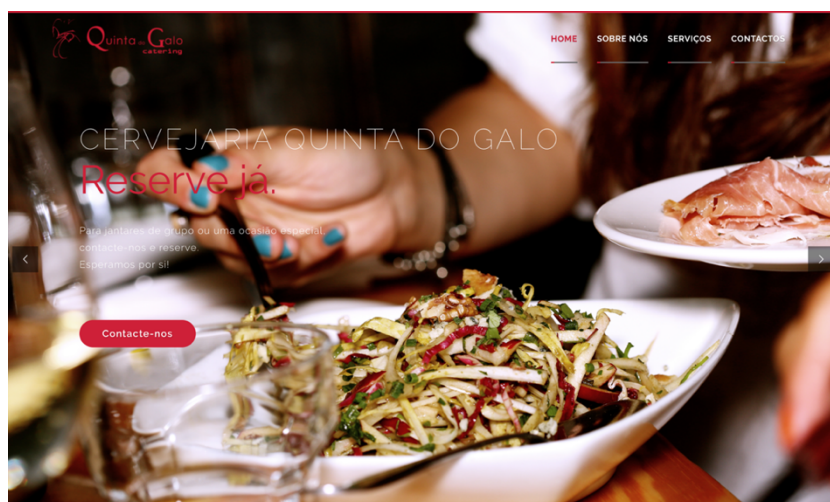 Quinta do Galo
catering
HOME SOBRE NÓS SERVIÇOS CONTACTOS
CERVEJARIA QUINTA DO GALO
Reserve já.
Para jantares de grupo ou uma ocasião especial,
contacte-nos e reserve.
Esperamos por si!
Contacte-nos